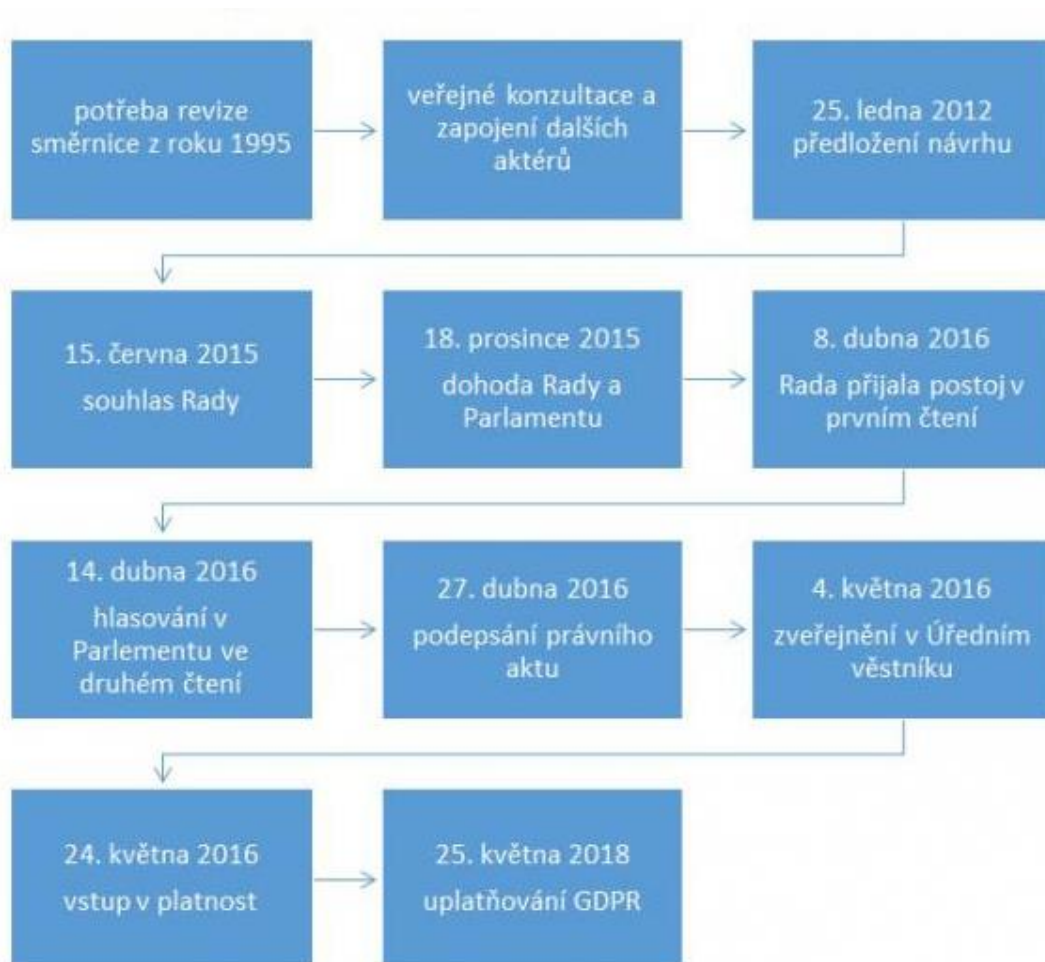 potřeba revize
směrnice z roku 1995
veřejné konzultace a
zapojení dalších
aktérů
25. ledna 2012
předložení návrhu
15. června 2015
souhlas Rady
18. prosince 2015
dohoda Rady a
Parlamentu
8. dubna 2016
Rada přijala postoj v
prvním čtení
14. dubna 2016
hlasování v
Parlementu ve
druhém čtení
27. dubna 2016
podepsání právního
aktu
4. května 2016
zveřejnění v Úředním
věstníku
24. května 2016
vstup v platnost
25. května 2018
uplatňování GDPR